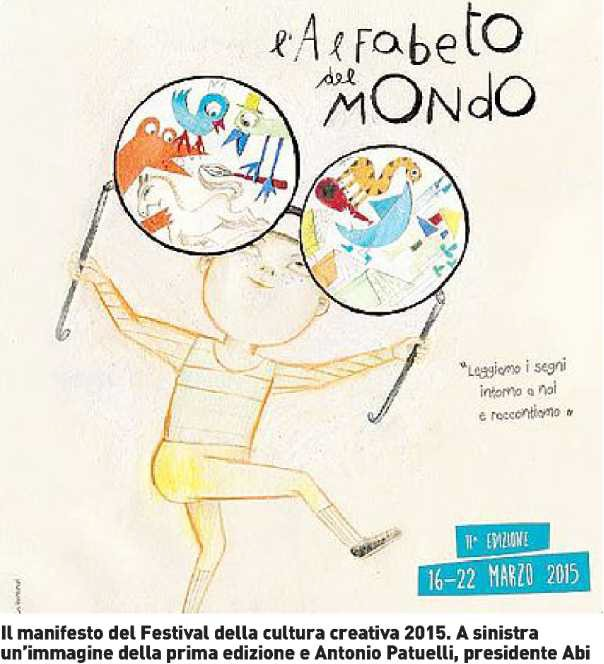 l'AlFabeto
del
MONdO
"Leggiamo i segni
intorno a noi
e raccontiamo"
IIª EDIZIONE
16-22 MARZO 2015
Il manifesto del Festival della cultura creativa 2015. A sinistra
un'immagine della prima edizione e Antonio Patuelli, presidente Abi